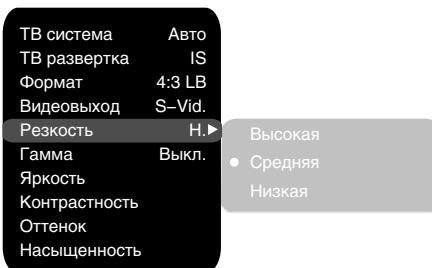 ТВ система Авто
ТВ развертка IS
Формат 4:3 LB
Видеовыход S–Vid.
Резкость Н.
Гамма Выкл.
Яркость
Контрастность
Оттенок
Насыщенность
Высокая
Средняя
Низкая